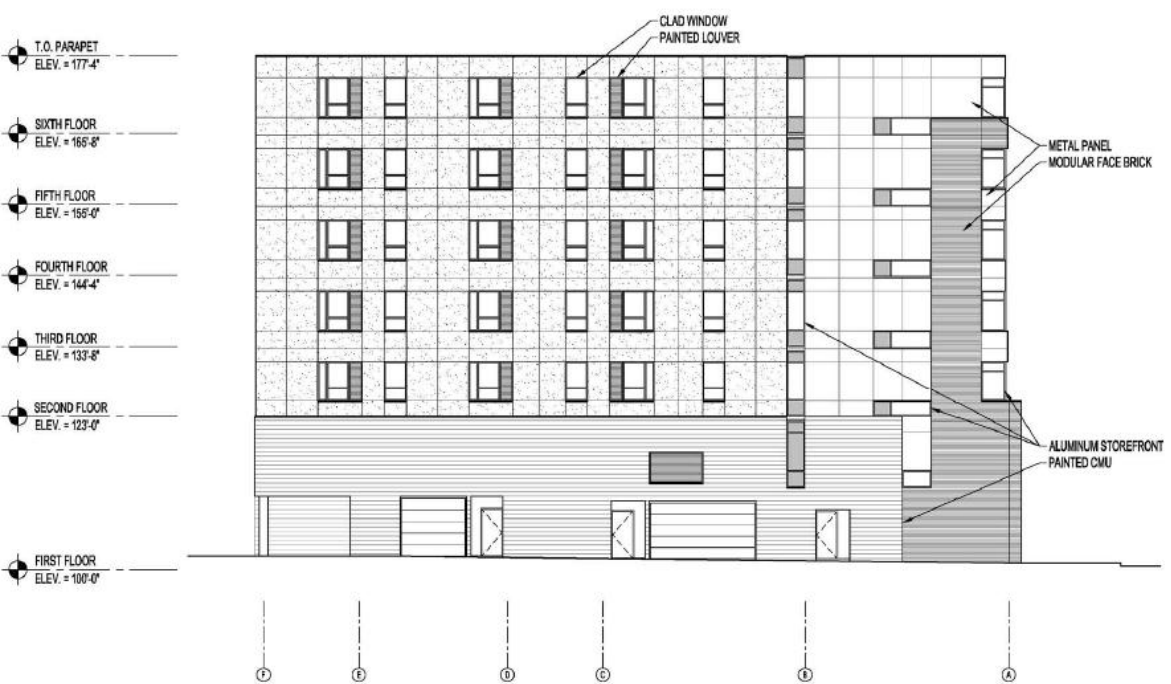 CLAD WINDOW
PAINTED LOUVER
T.O. PARAPET
ELEV. = 177'-4"
SIXTH FLOOR
ELEV. = 165'-8"
METAL PANEL
MODULAR FACE BRICK
FIFTH FLOOR
ELEV. = 155'-0"
FOURTH FLOOR
ELEV. = 144'-4"
THIRD FLOOR
ELEV. = 133'-8"
SECOND FLOOR
ELEV. = 123'-0"
ALUMINUM STOREFRONT
PAINTED CMU
FIRST FLOOR
ELEV. = 100'-0"
F E D C B A